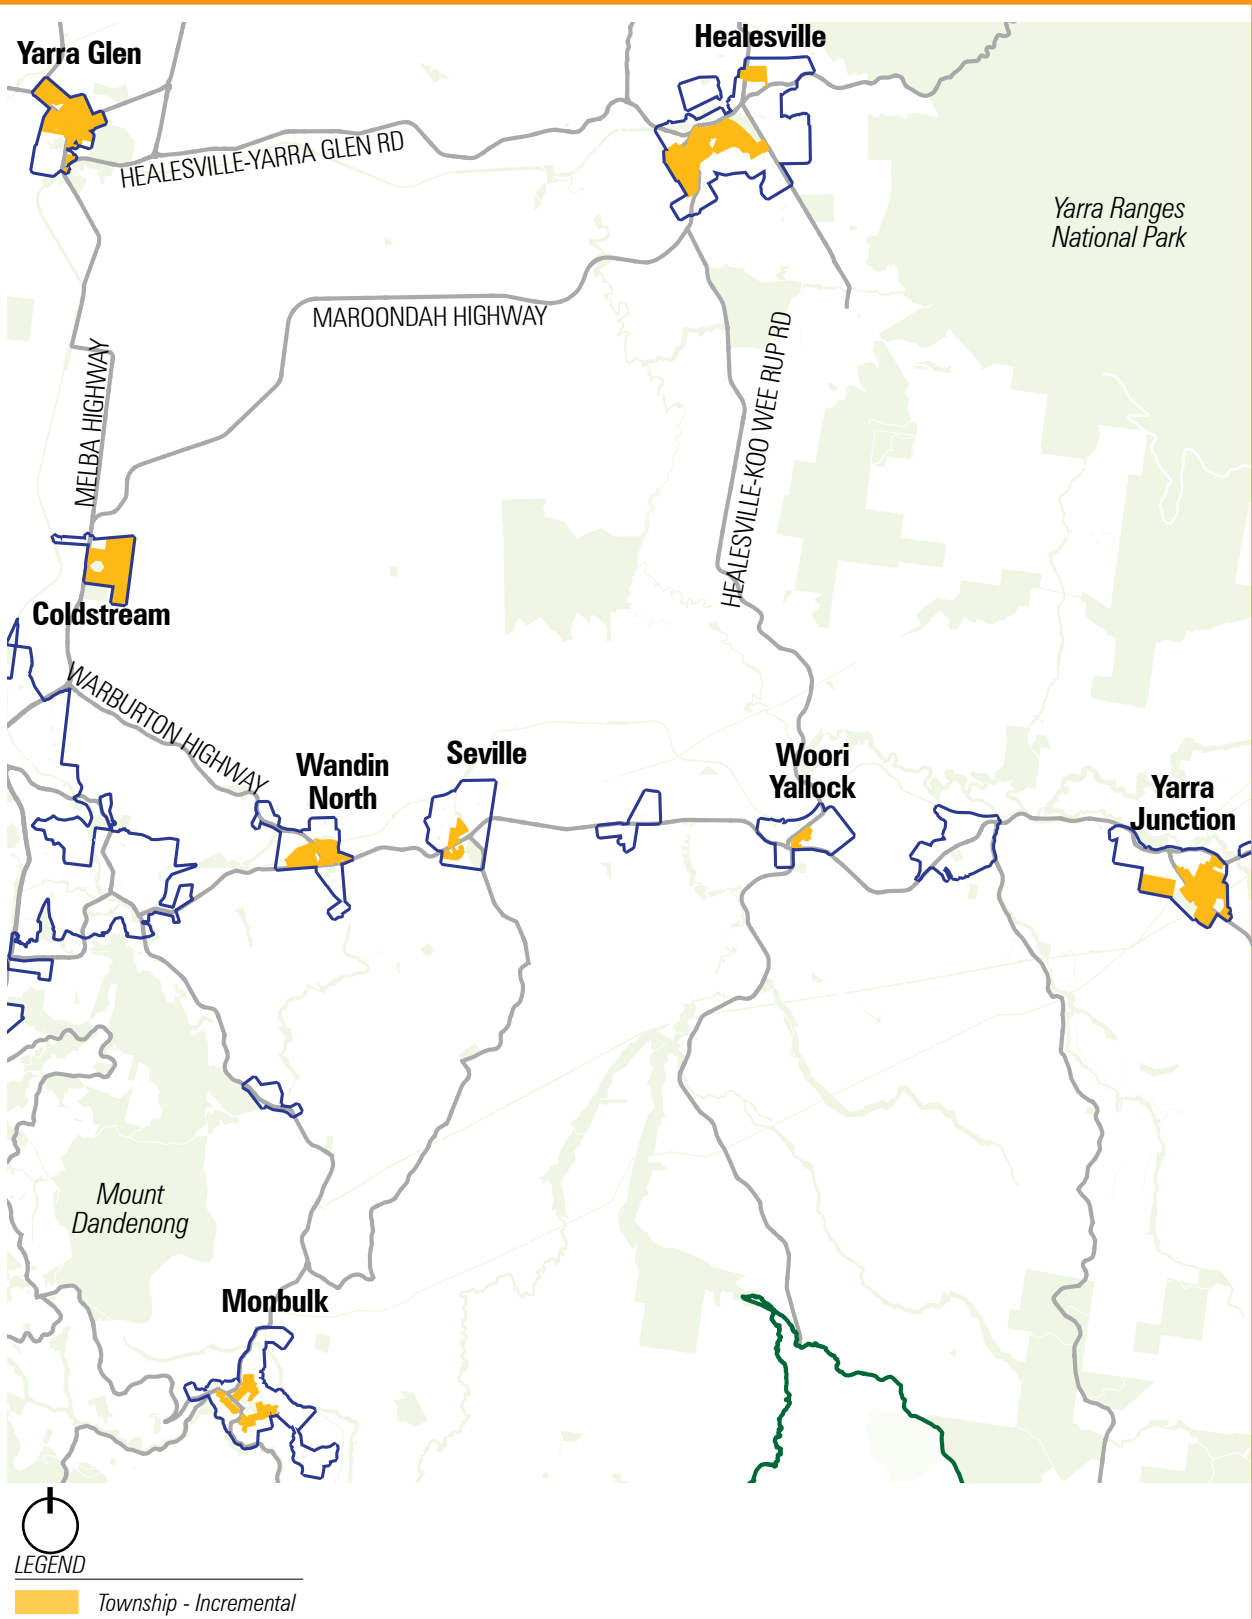 Yarra Glen
Healesville
HEALESVILLE-YARRA GLEN RD
Yarra Ranges
National Park
MAROONDAH HIGHWAY
MELBA HIGHWAY
HEALESVILLE-KOO WEE RUP RD
Coldstream
WARBURTON HIGHWAY
Wandin
North
Seville
Woori
Yallock
Yarra
Junction
Mount
Dandenong
Monbulk
LEGEND
Township - Incremental